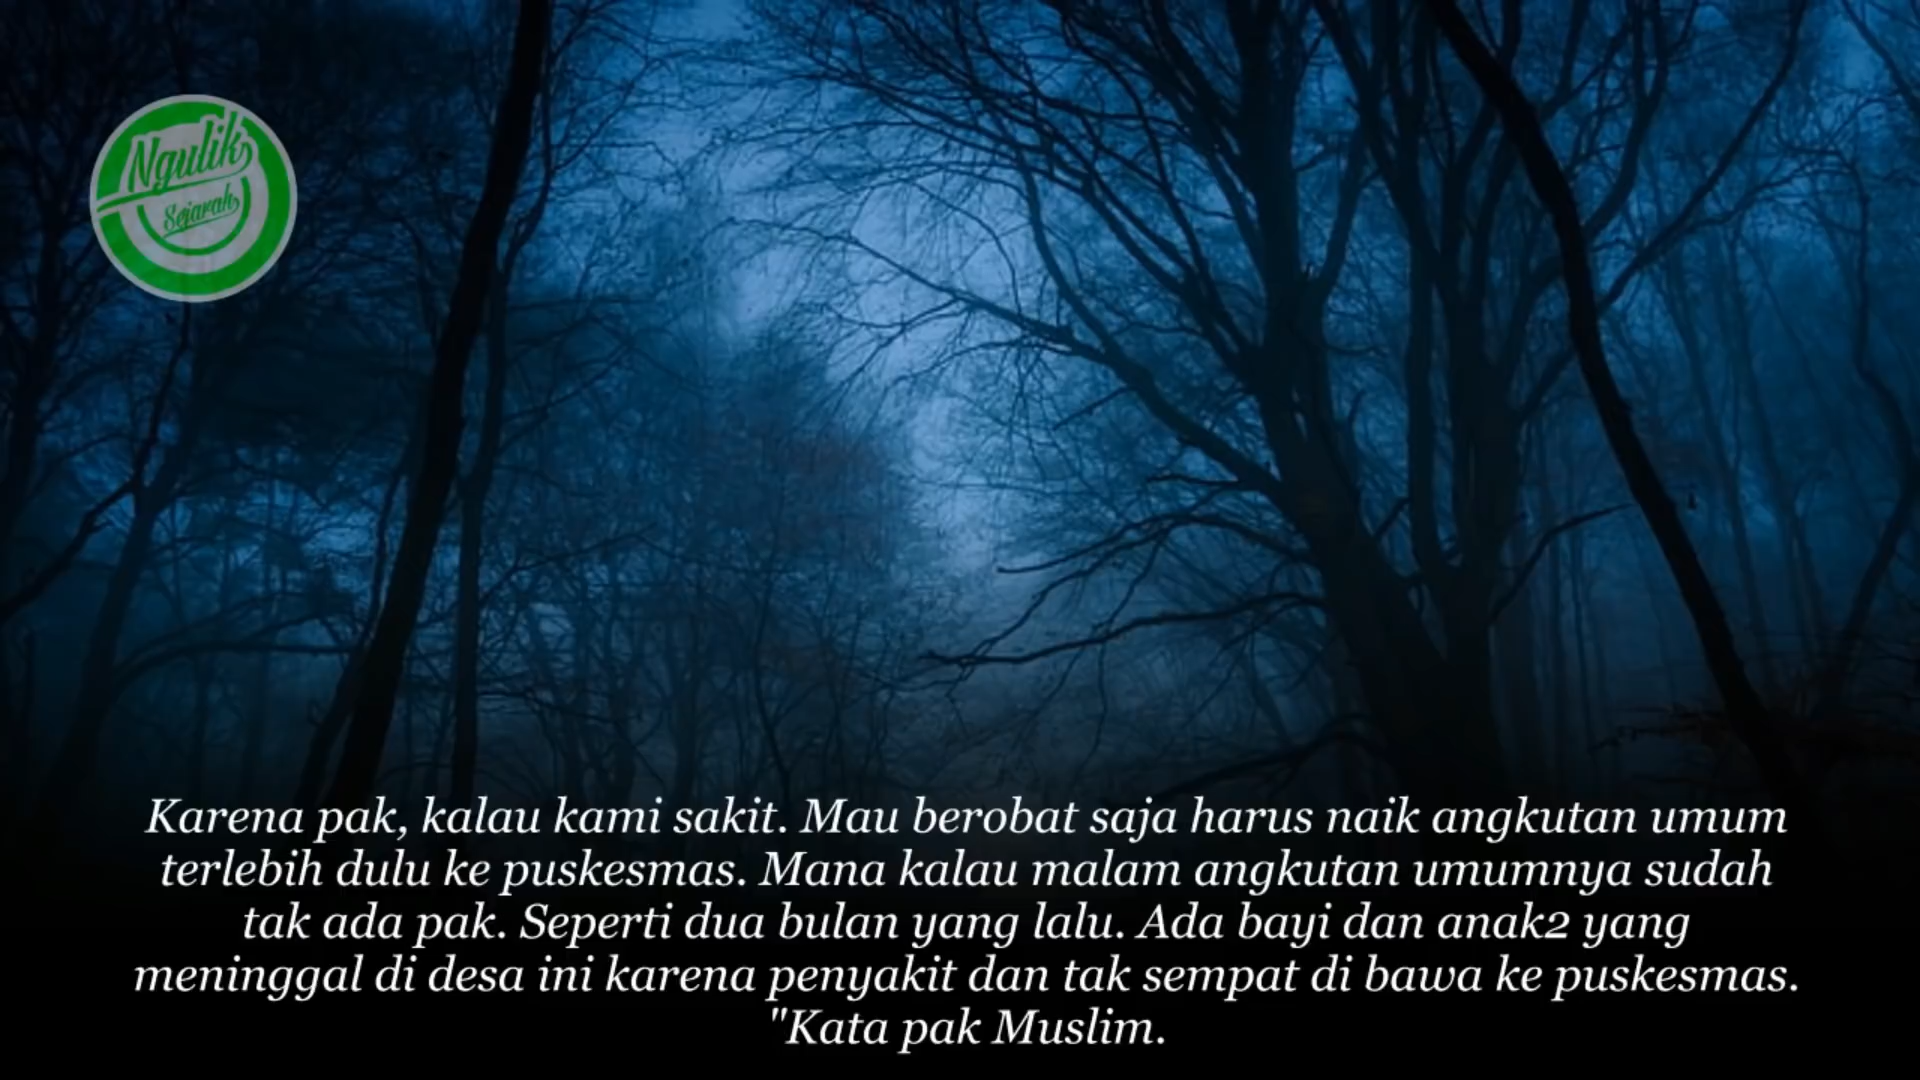 Ngulik
Sejarah
Karena pak, kalau kami sakit. Mau berobat saja harus naik angkutan umum
terlebih dulu ke puskesmas. Mana kalau malam angkutan umumnya sudah
tak ada pak. Seperti dua bulan yang lalu. Ada bayi dan anak2 yang
meninggal di desa ini karena penyakit dan tak sempat di bawa ke puskesmas.
"Kata pak Muslim.